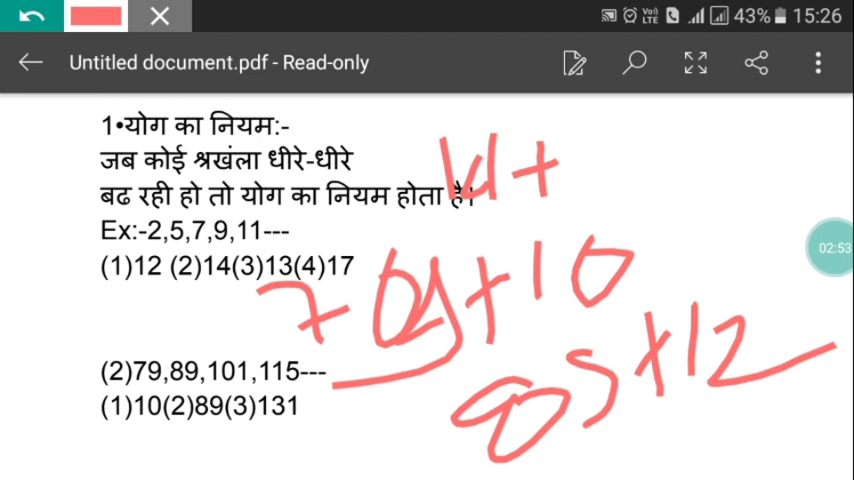 43% 15:26
Untitled document.pdf - Read-only
1•योग का नियम:-
जब कोई श्रखंला धीरे-धीरे
बढ रही हो तो योग का नियम होता है।
Ex:-2,5,7,9,11---
(1)12 (2)14(3)13(4)17
+10
+12
(2)79,89,101,115---
(1)10(2)89(3)131
02:53